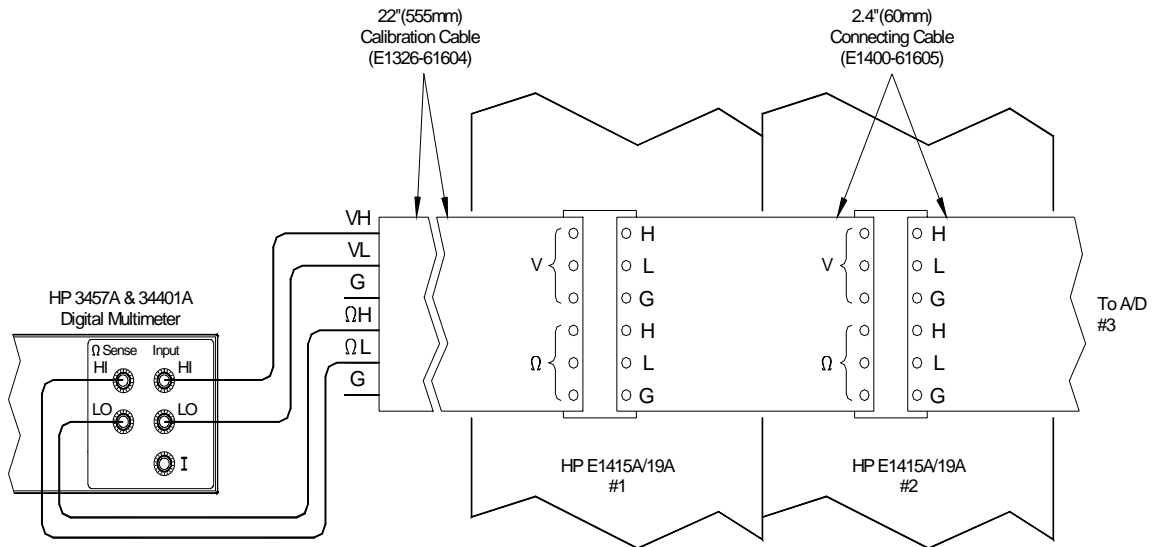 22"(555mm)
Calibration Cable
(E1326-61604)
2.4"(60mm)
Connecting Cable
(E1400-61605)
VH
VL
G
ΩH
ΩL
G
HP 3457A & 34401A
Digital Multimeter
Ω Sense Input
HI HI
LO LO
I
V
H
L
G
Ω
H
L
G
V
H
L
G
Ω
H
L
G
To A/D
#3
HP E1415A/19A
#1
HP E1415A/19A
#2